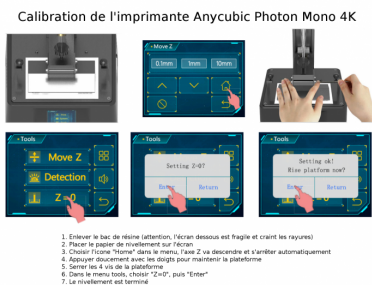 Calibration de l'imprimante Anycubic Photon Mono 4K
Move Z
0.1mm 1mm 10mm
Tools
Move Z
Detection
Z=0
Tools
Setting Z=0?
Enter Return
Tools
Setting ok!
Rise platform now?
Enter Return
1. Enlever le bac de résine (attention, l'écran dessous est fragile et craint les rayures)
2. Placer le papier de nivellement sur l'écran
3. Choisir l'icone "Home" dans le menu, l'axe Z va descendre et s'arrêter automatiquement
4. Appuyer doucement avec les doigts pour maintenir la plateforme
5. Serrer les 4 vis de la plateforme
6. Dans le menu tools, choisir "Z=0", puis "Enter"
7. Le nivellement est terminé